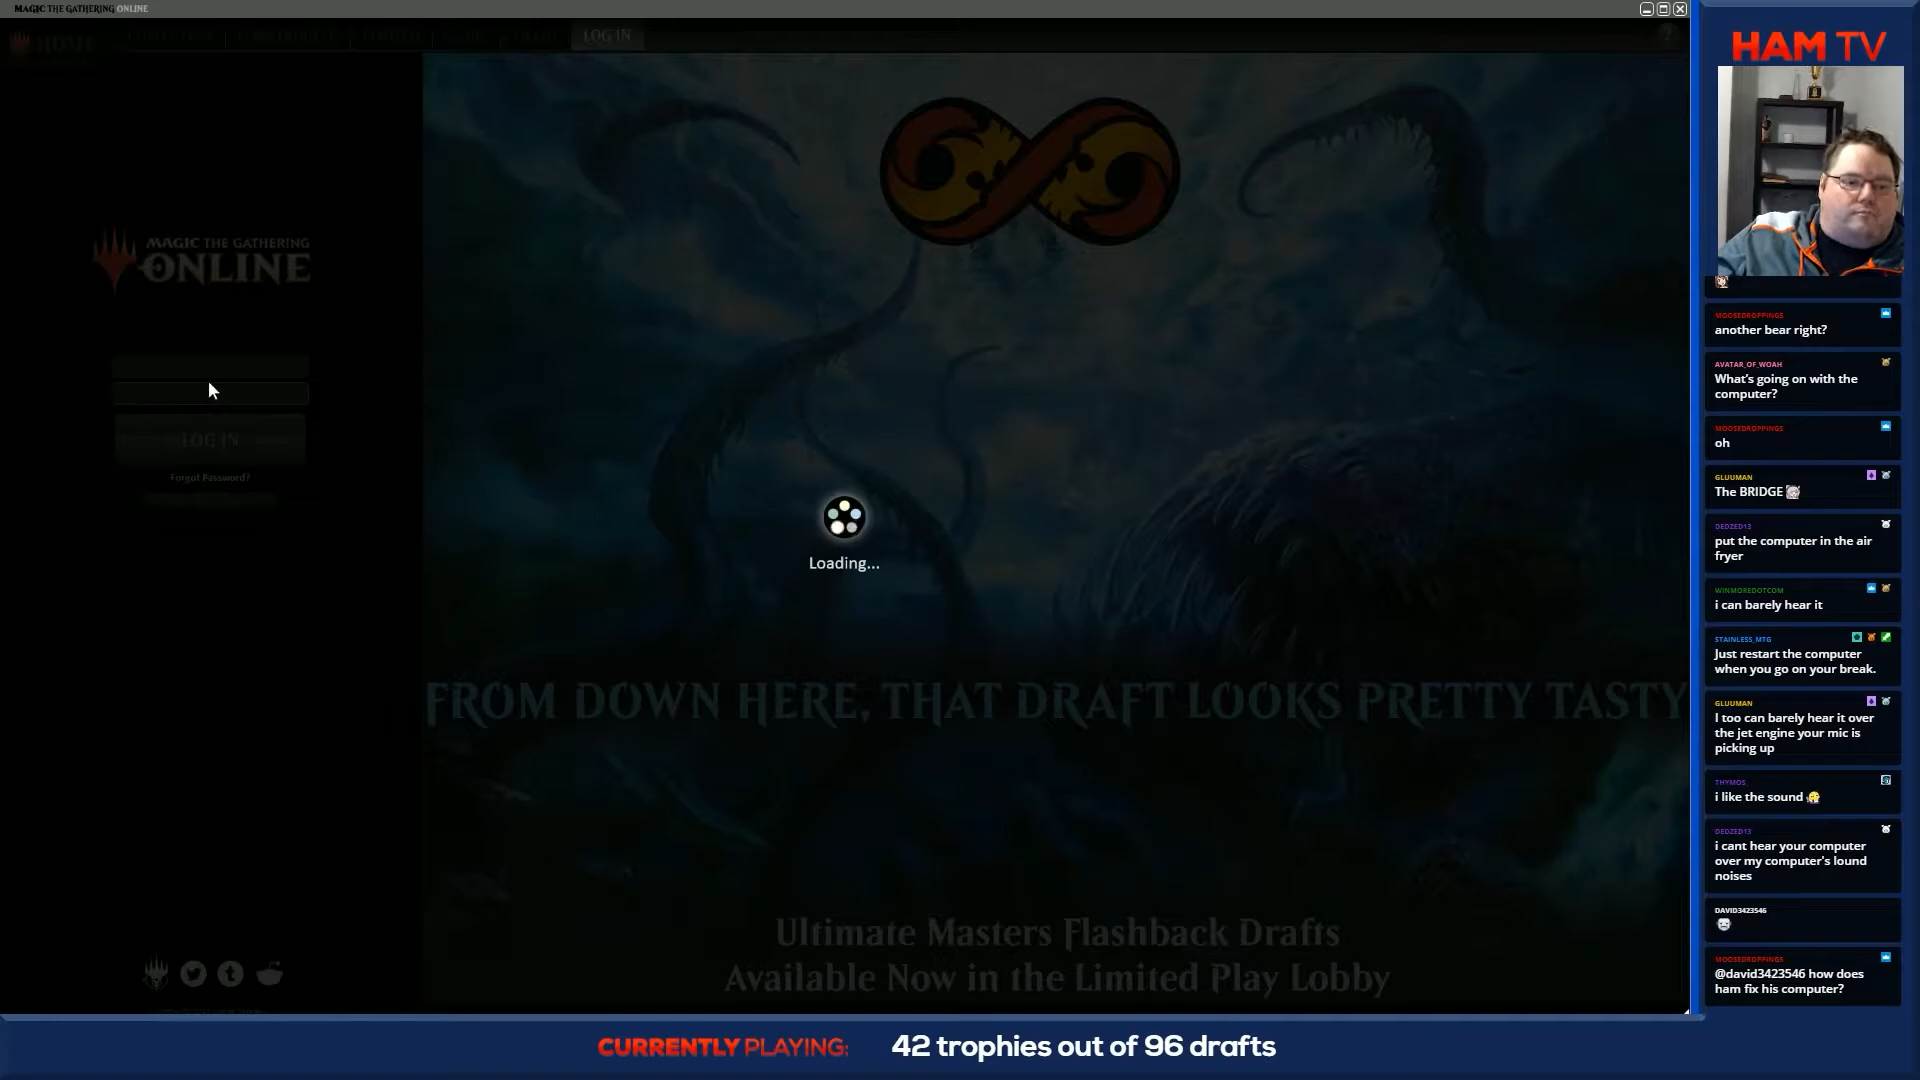 MAGIC THE GATHERING ONLINE
HOME
LOG IN
?
HAM TV
MAGIC THE GATHERING
ONLINE
LOG IN
Forgot Password?
Loading...
FROM DOWN HERE, THAT DRAFT LOOKS PRETTY TASTY
Ultimate Masters Flashback Drafts
Available Now in the Limited Play Lobby
MOOSEDROPPINGS
another bear right?
AVATAR_OF_WOAH
What's going on with the
computer?
MOOSEDROPPINGS
oh
GLUUMAN
The BRIDGE
DEDZED13
put the computer in the air
fryer
WINMOREDOTCOM
i can barely hear it
STAINLESS_MTG
Just restart the computer
when you go on your break.
GLUUMAN
I too can barely hear it over
the jet engine your mic is
picking up
THYMOS
i like the sound
DEDZED13
i cant hear your computer
over my computer's lound
noises
DAVID3423546
MOOSEDROPPINGS
@david3423546 how does
ham fix his computer?
CURRENTLY PLAYING: 42 trophies out of 96 drafts